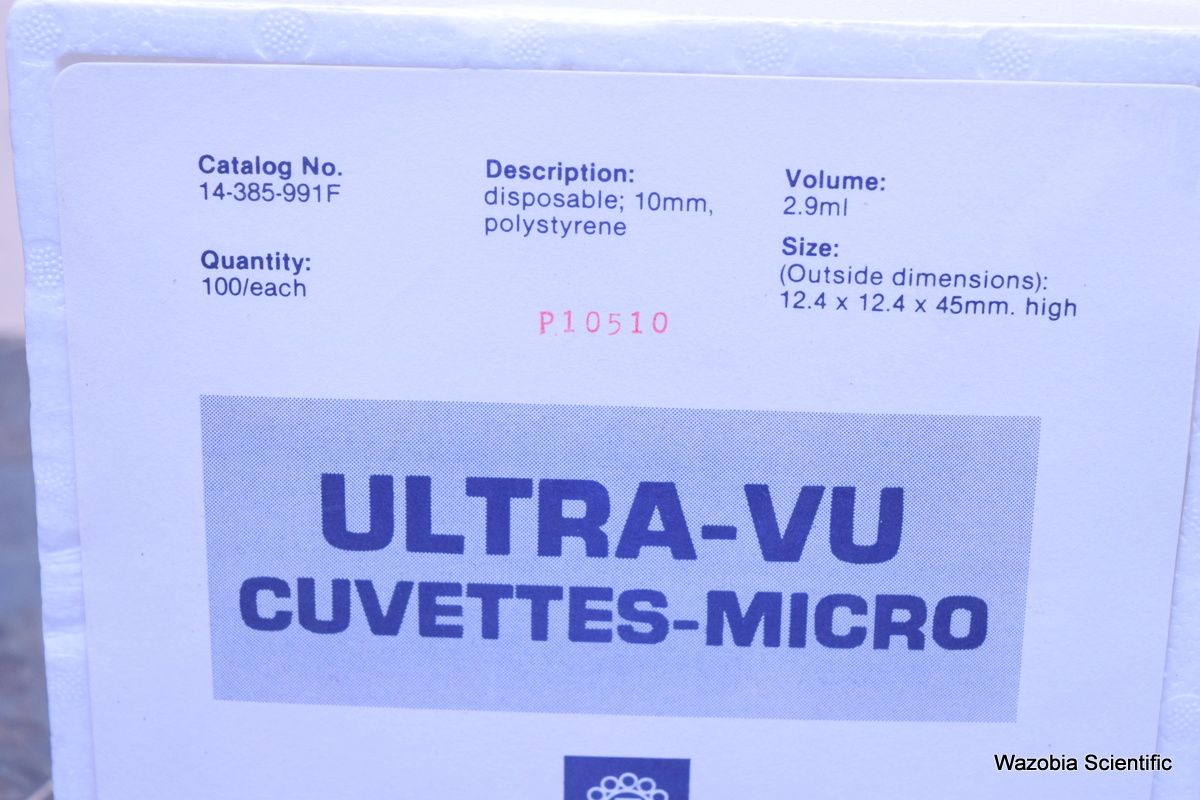 Catalog No.
14-385-991F
Quantity:
100/each
Description:
disposable; 10mm,
polystyrene
Volume:
2.9ml
Size:
(Outside dimensions):
12.4 x 12.4 x 45mm. high
P10510
ULTRA-VU
CUVETTES-MICRO
Wazobia Scientific